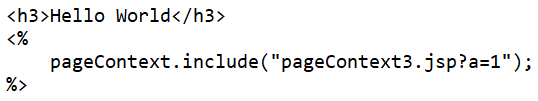 <h3>Hello World</h3>
<%
    pageContext.include("pageContext3.jsp?a=1");
%>